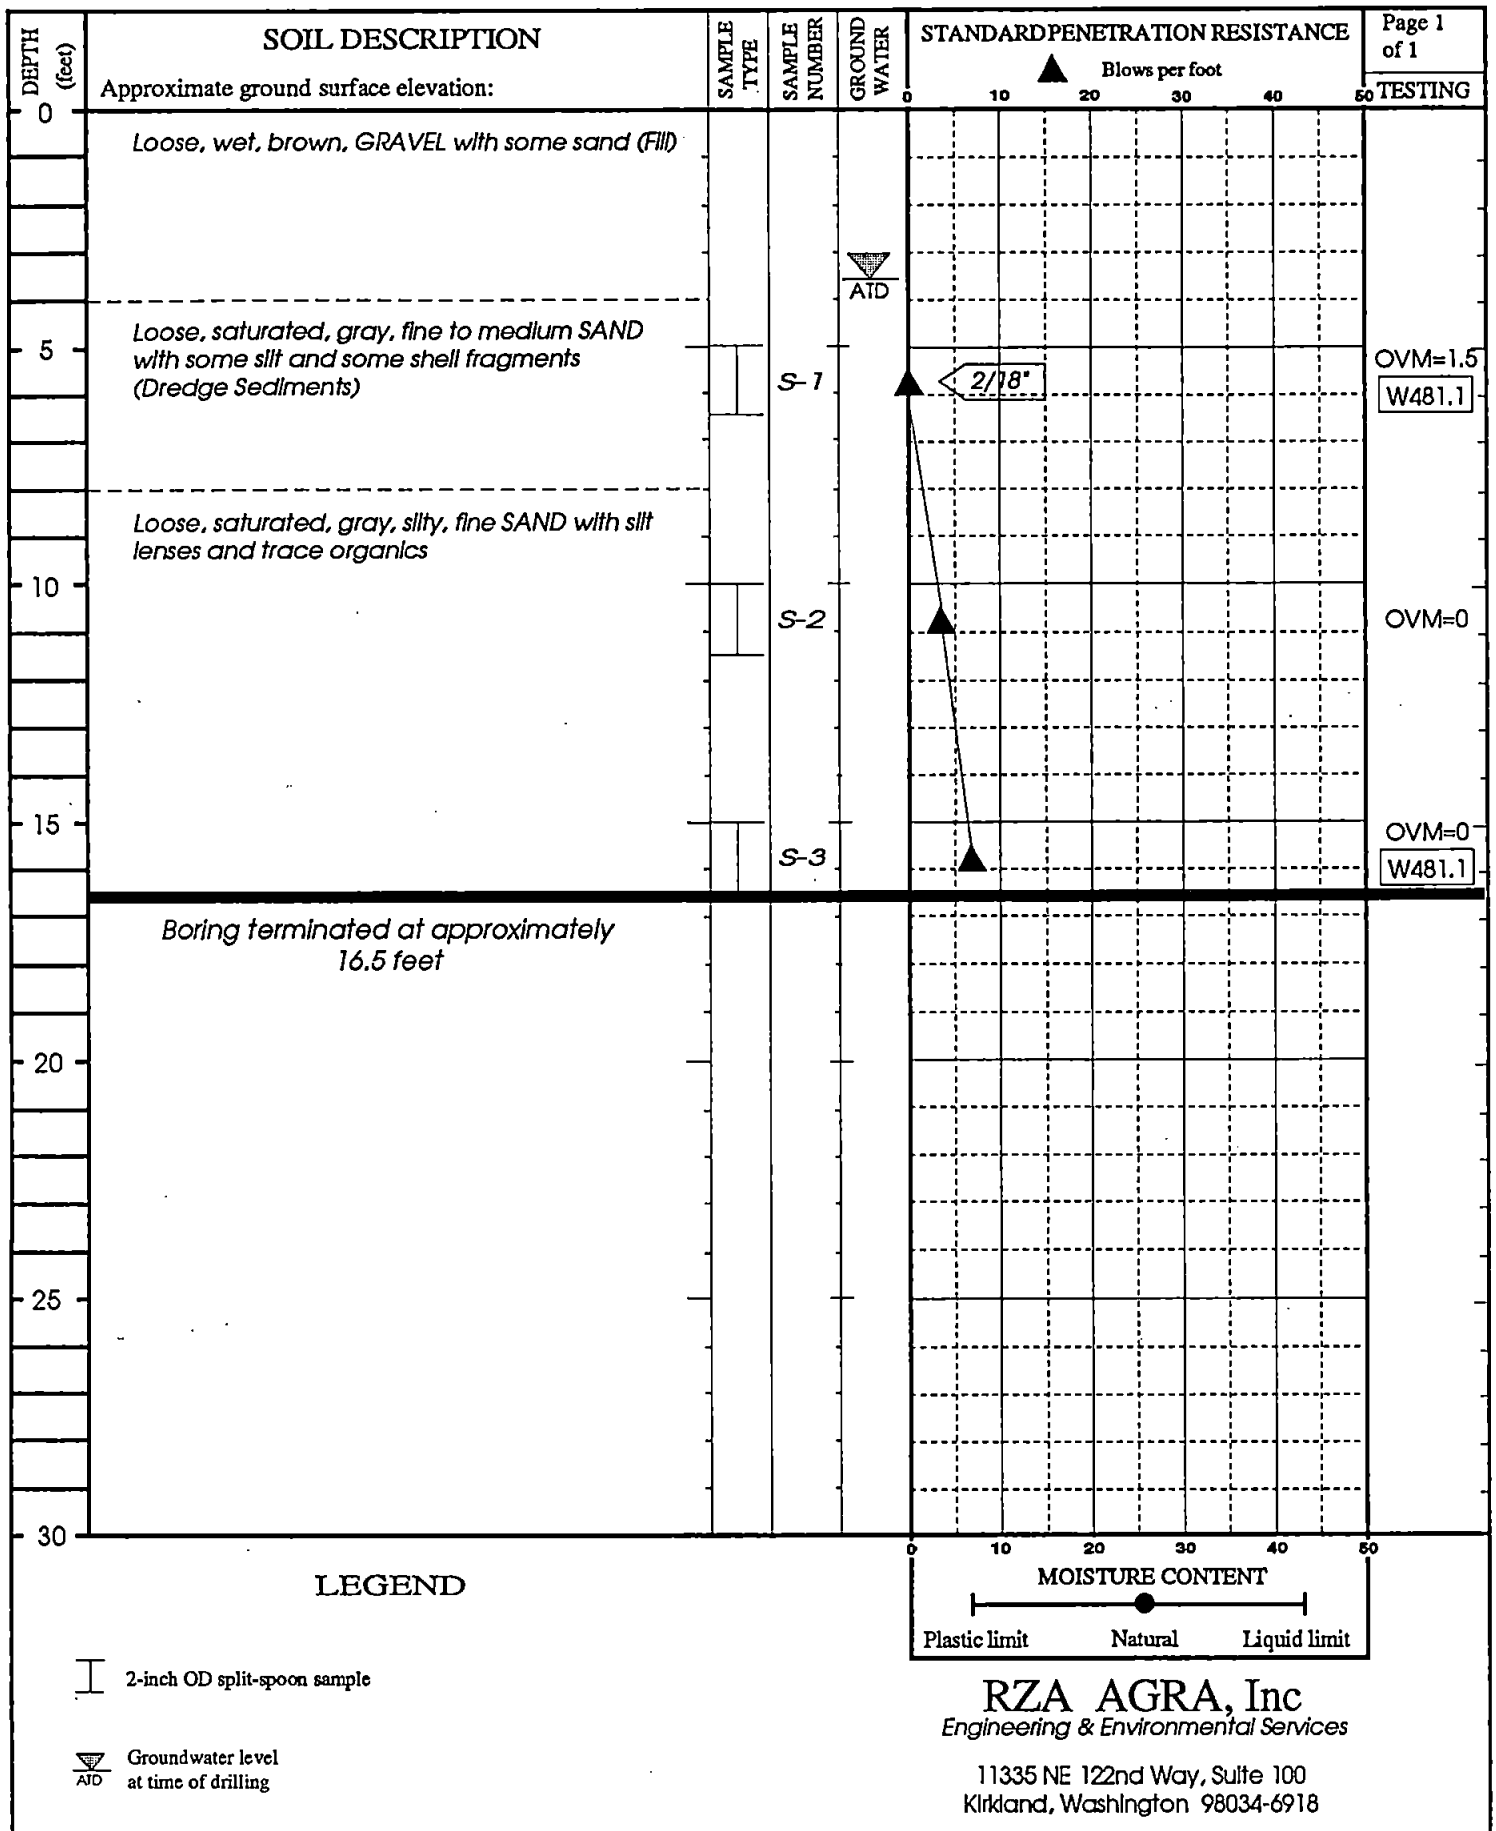 DEPTH
(feet)
SOIL DESCRIPTION
Approximate ground surface elevation:
SAMPLE
TYPE
SAMPLE
NUMBER
GROUND
WATER
STANDARD PENETRATION RESISTANCE
Blows per foot
0 10 20 30 40 50
Page 1
of 1
TESTING
0
Loose, wet, brown, GRAVEL with some sand (Fill)
ATD
Loose, saturated, gray, fine to medium SAND
with some silt and some shell fragments
(Dredge Sediments)
5
S-1
2/18"
OVM=1.5
W481.1
Loose, saturated, gray, silty, fine SAND with silt
lenses and trace organics
10
S-2
OVM=0
15
S-3
OVM=0
W481.1
Boring terminated at approximately
16.5 feet
20
25
30
0 10 20 30 40 50
MOISTURE CONTENT
Plastic limit Natural Liquid limit
LEGEND
2-inch OD split-spoon sample
ATD
Groundwater level
at time of drilling
RZA AGRA, Inc
Engineering & Environmental Services
11335 NE 122nd Way, Suite 100
Kirkland, Washington 98034-6918